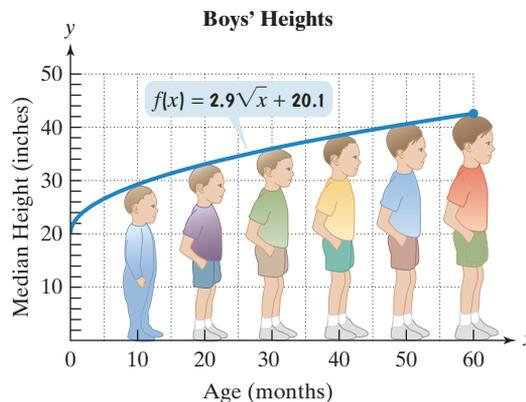 Boys' Heights
y
50
40
30
20
10
Median Height (inches)
f(x) = 2.9√x + 20.1
0 10 20 30 40 50 60
x
Age (months)